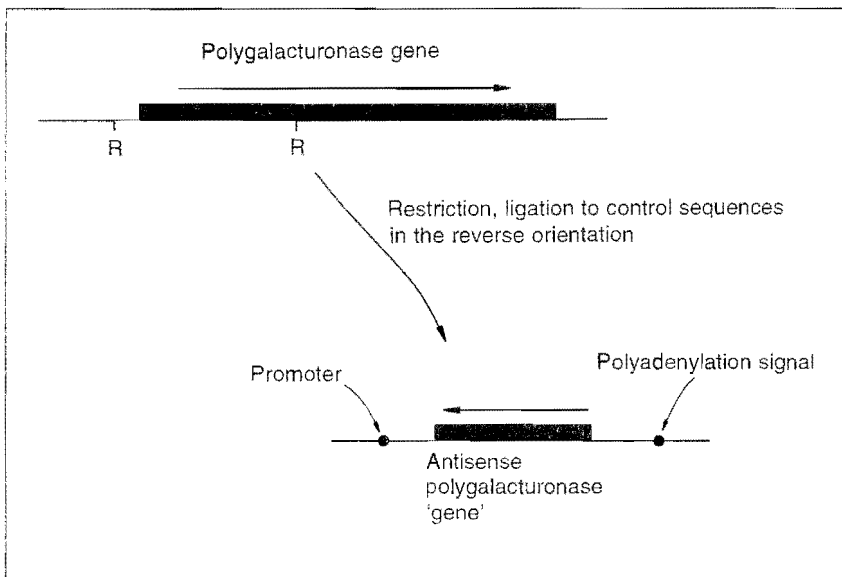 Polygalacturonase gene
R
R
Restriction, ligation to control sequences
in the reverse orientation
Promoter
Polyadenylation signal
Antisense
polygalacturonase
'gene'